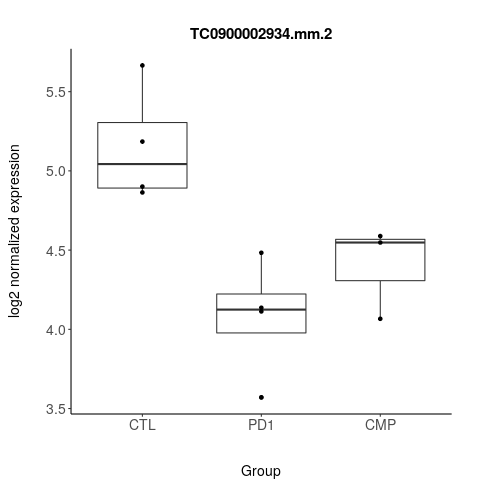 TC0900002934.mm.2
log2 normalized expression
5.5
5.0
4.5
4.0
3.5
CTL PD1 CMP
Group